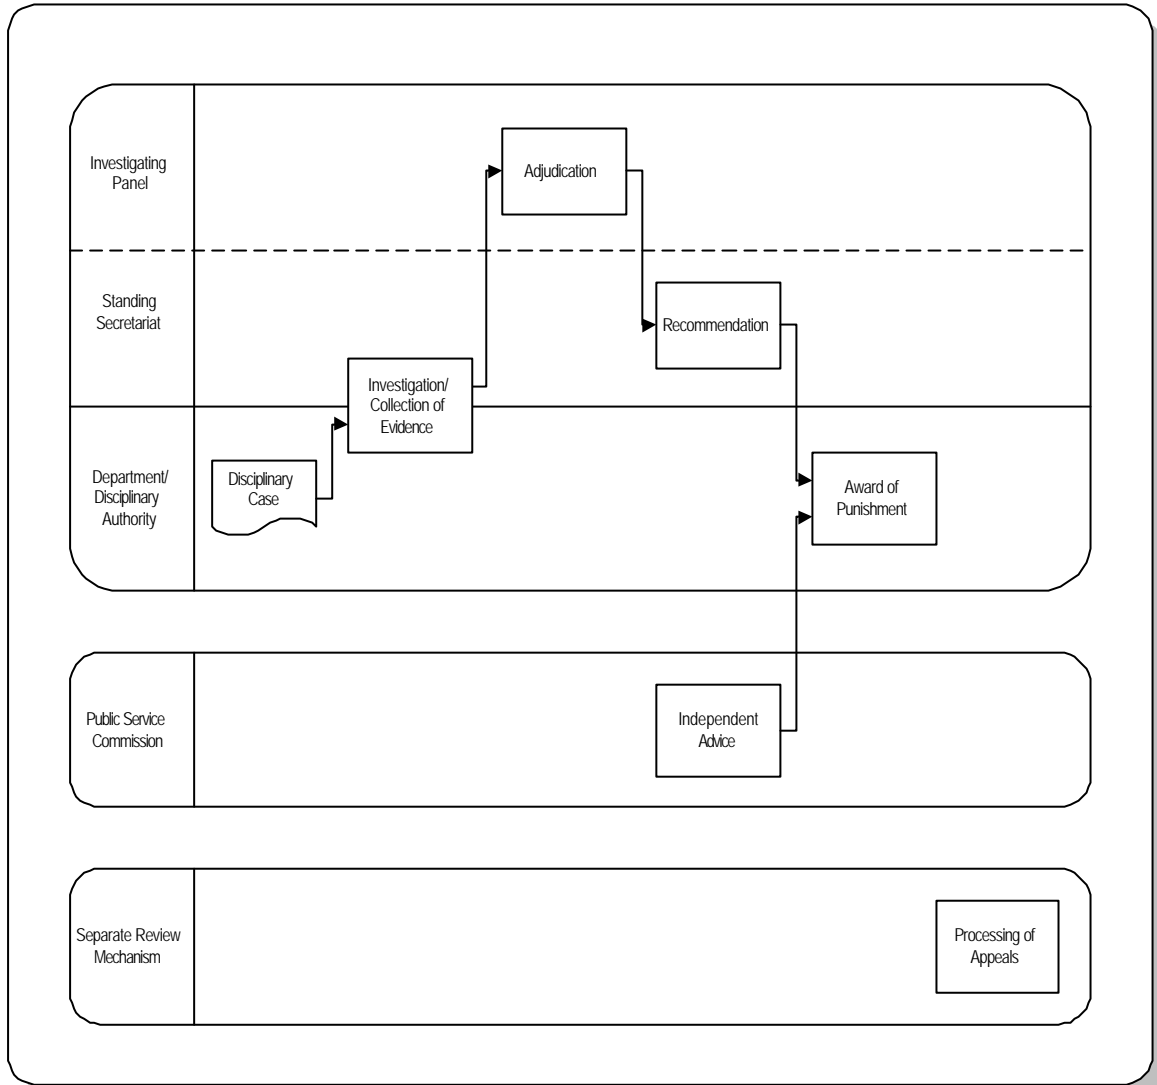 Investigating
Panel
Adjudication
Standing
Secretariat
Recommendation
Investigation/
Collection of
Evidence
Department/
Disciplinary
Authority
Disciplinary
Case
Award of
Punishment
Public Service
Commission
Independent
Advice
Separate Review
Mechanism
Processing of
Appeals